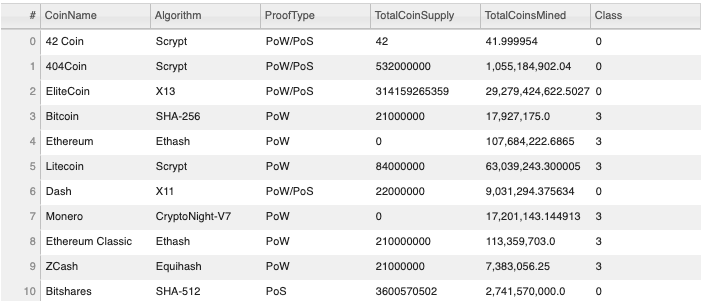 # CoinName Algorithm ProofType TotalCoinSupply TotalCoinsMined Class
0 42 Coin Scrypt PoW/PoS 42 41.999954 0
1 404Coin Scrypt PoW/PoS 532000000 1,055,184,902.04 0
2 EliteCoin X13 PoW/PoS 314159265359 29,279,424,622.5027 0
3 Bitcoin SHA-256 PoW 21000000 17,927,175.0 3
4 Ethereum Ethash PoW 0 107,684,222.6865 3
5 Litecoin Scrypt PoW 84000000 63,039,243.300005 3
6 Dash X11 PoW/PoS 22000000 9,031,294.375634 0
7 Monero CryptoNight-V7 PoW 0 17,201,143.144913 3
8 Ethereum Classic Ethash PoW 210000000 113,359,703.0 3
9 ZCash Equihash PoW 21000000 7,383,056.25 3
10 Bitshares SHA-512 PoS 3600570502 2,741,570,000.0 0